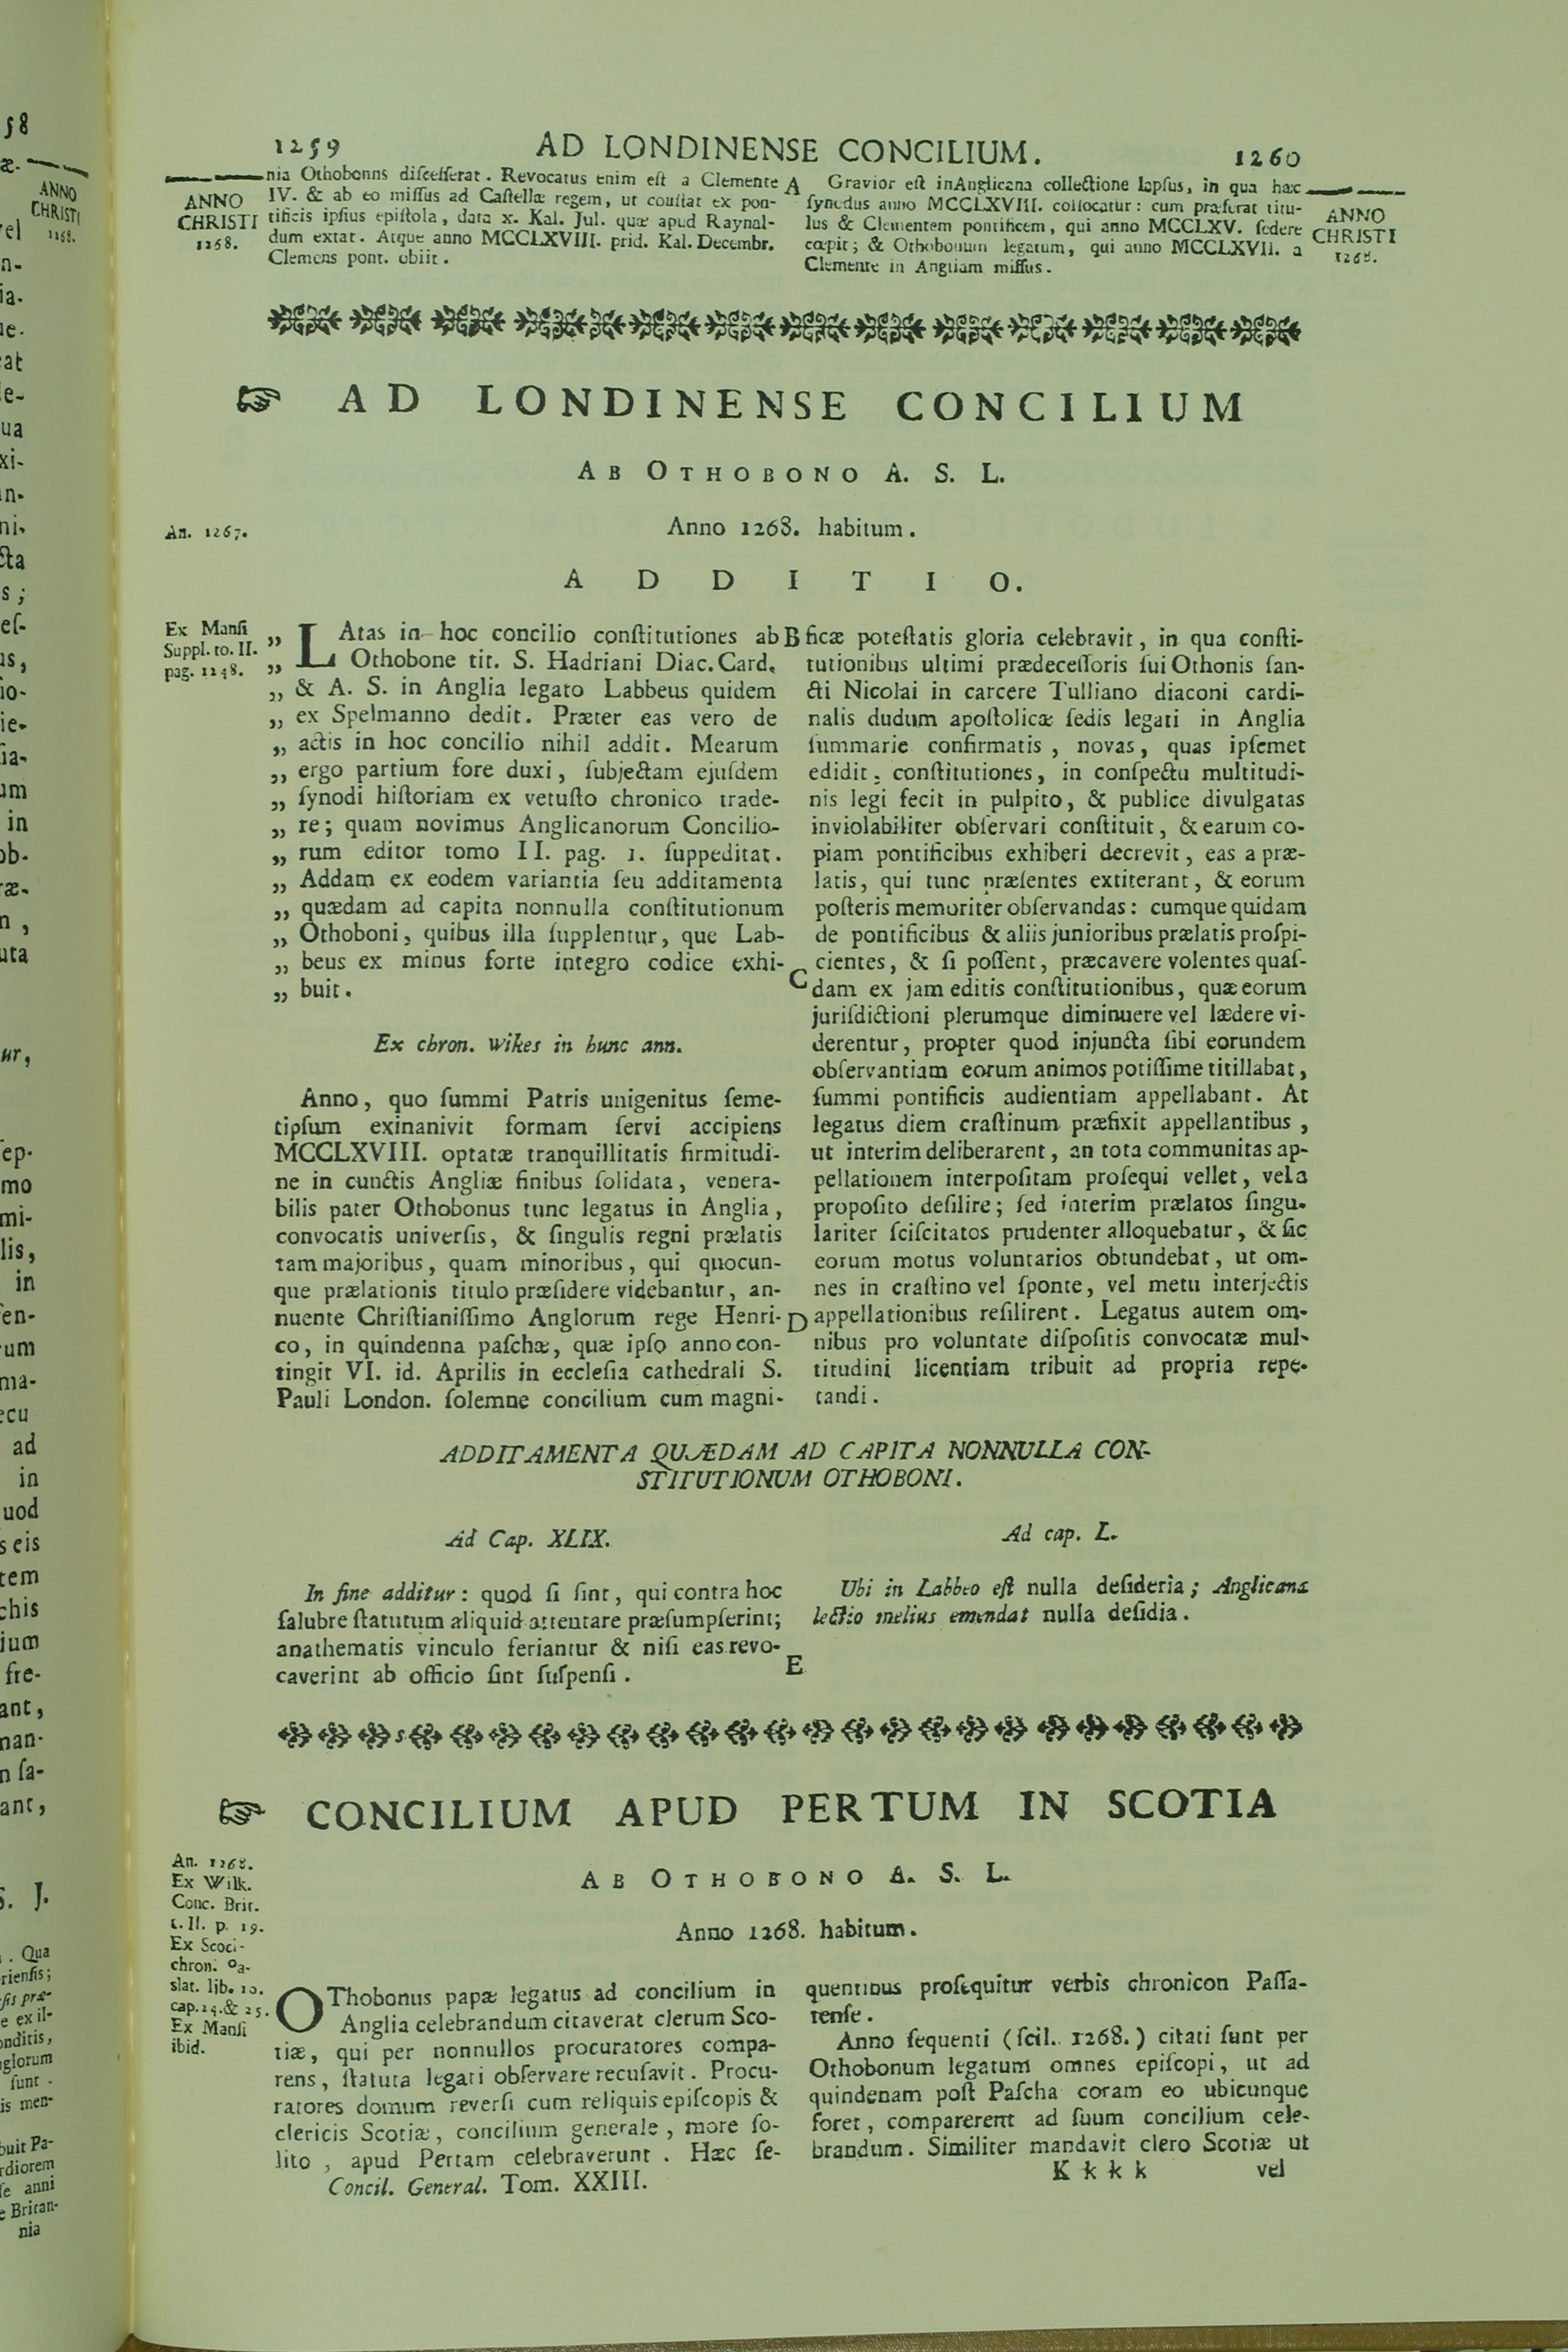 1259
AD LONDINENSE CONCILIUM.
1260
ANNO
CHRISTI
1268.
nia Othobonns diſceſſerat. Revocatus enim eſt a Clemente
IV. & ab eo miſſus ad Caſtellæ regem, ut conſtat ex pon-
tificis ipſius epiſtola, data x. Kal. Jul. quæ apud Raynal-
dum extat. Atque anno MCCLXVIII. prid. Kal. Decembr.
Clemens pont. obiit.
A
Gravior eſt inAnglicana collectione lapſus, in qua hæc
ſynodus anno MCCLXVIII. collocatur: cum præferat titu-
lus & Clementem pontificem, qui anno MCCLXV. ſedere
cœpit; & Othobonum legatum, qui anno MCCLXVII. a
Clemente in Angliam miſſus.
ANNO
CHRISTI
1268.
☞ AD LONDINENSE CONCILIUM
AB OTHOBONO A. S. L.
An. 1267.
Anno 1268. habitum.
ADDITIO.
Ex Manſi
Suppl. to. II.
pag. 1248.
„ LAtas in hoc concilio conſtitutiones ab
„ Othobone tit. S. Hadriani Diac. Card.
„ & A. S. in Anglia legato Labbeus quidem
„ ex Spelmanno dedit. Præter eas vero de
„ actis in hoc concilio nihil addit. Mearum
„ ergo partium fore duxi, ſubjectam ejuſdem
„ ſynodi hiſtoriam ex vetuſto chronico trade-
„ re; quam novimus Anglicanorum Concilio-
„ rum editor tomo II. pag. 1. ſuppeditat.
„ Addam ex eodem variantia ſeu additamenta
„ quædam ad capita nonnulla conſtitutionum
„ Othoboni, quibus illa ſupplentur, que Lab-
„ beus ex minus forte integro codice exhi-
„ buit.
Ex chron. Wikes in hunc ann.
Anno, quo ſummi Patris unigenitus ſeme-
tipſum exinanivit formam ſervi accipiens
MCCLXVIII. optatæ tranquillitatis firmitudi-
ne in cunctis Angliæ finibus ſolidata, venera-
bilis pater Othobonus tunc legatus in Anglia,
convocatis univerſis, & ſingulis regni prælatis
tam majoribus, quam minoribus, qui quocun-
que prælationis titulo præſidere videbantur, an-
nuente Chriſtianiſſimo Anglorum rege Henri-
co, in quindenna paſchæ, quæ ipſo anno con-
tingit VI. id. Aprilis in eccleſia cathedrali S.
Pauli London. ſolemne concilium cum magni-
B
ficæ poteſtatis gloria celebravit, in qua conſti-
tutionibus ultimi prædeceſſoris ſui Othonis ſan-
cti Nicolai in carcere Tulliano diaconi cardi-
nalis dudum apoſtolicæ ſedis legati in Anglia
ſummarie confirmatis, novas, quas ipſemet
edidit, conſtitutiones, in conſpectu multitudi-
nis legi fecit in pulpito, & publice divulgatas
inviolabiliter obſervari conſtituit, & earum co-
piam pontificibus exhiberi decrevit, eas a præ-
latis, qui tunc præſentes extiterant, & eorum
poſteris memoriter obſervandas: cumque quidam
de pontificibus & aliis junioribus prælatis proſpi-
cientes, & ſi poſſent, præcavere volentes quaſ-
C
dam ex jam editis conſtitutionibus, quæ eorum
juriſdictioni plerumque diminuere vel lædere vi-
derentur, propter quod injuncta ſibi eorundem
obſervantiam eorum animos potiſſime titillabat,
ſummi pontificis audientiam appellabant. At
legatus diem craſtinum præfixit appellantibus,
ut interim deliberarent, an tota communitas ap-
pellationem interpoſitam proſequi vellet, vel a
propoſito deſilire; ſed interim prælatos ſingu-
lariter ſciſcitatos prudenter alloquebatur, & ſic
eorum motus voluntarios obtundebat, ut om-
nes in craſtino vel ſponte, vel metu interjectis
D
appellationibus reſilirent. Legatus autem om-
nibus pro voluntate diſpoſitis convocatæ mul-
titudini licentiam tribuit ad propria repe-
tandi.
ADDITAMENTA QUÆDAM AD CAPITA NONNULLA CON-
STITUTIONUM OTHOBONI.
Ad Cap. XLIX.
In fine additur: quod ſi ſint, qui contra hoc
ſalubre ſtatutum aliquid attentare præſumpſerint;
anathematis vinculo feriantur & niſi eas revo-
caverint ab officio ſint ſuſpenſi.
E
Ad cap. L.
Ubi in Labbeo eſt nulla deſideria; Anglicana
lectio melius emendat nulla deſidia.
☞ CONCILIUM APUD PERTUM IN SCOTIA
AB OTHOBONO A. S. L.
Anno 1268. habitum.
An. 1268.
Ex Wilk.
Conc. Brit.
t. II. p. 19.
Ex Scoti-
chron. Pa-
slat. lib. 10.
cap. 24. & 25.
Ex Manſi
ibid.
OThobonus papæ legatus ad concilium in
Anglia celebrandum citaverat clerum Sco-
tiæ, qui per nonnullos procuratores compa-
rens, ſtatuta legati obſervare recuſavit. Procu-
ratores domum reverſi cum reliquis epiſcopis &
clericis Scotiæ, concilium generale, more ſo-
lito, apud Pertam celebraverunt. Hæc ſe-
quentibus proſequitur verbis chronicon Paſſa-
tenſe.
Anno ſequenti (ſcil. 1268.) citati ſunt per
Othobonum legatum omnes epiſcopi, ut ad
quindenam poſt Paſcha coram eo ubicunque
foret, comparerent ad ſuum concilium cele-
brandum. Similiter mandavit clero Scotiæ ut
Concil. General. Tom. XXIII.
K k k k
vel